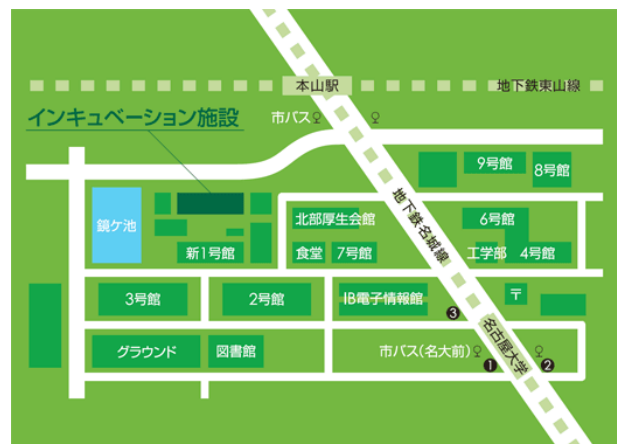 本山駅
地下鉄東山線
インキュベーション施設
市バス
9号館
8号館
鏡ケ池
地下鉄名城線
北部厚生会館
6号館
新1号館
食堂
7号館
工学部
4号館
3号館
2号館
IB電子情報館
〒
3
名古屋大学
グラウンド
図書館
市バス(名大前)
1
2